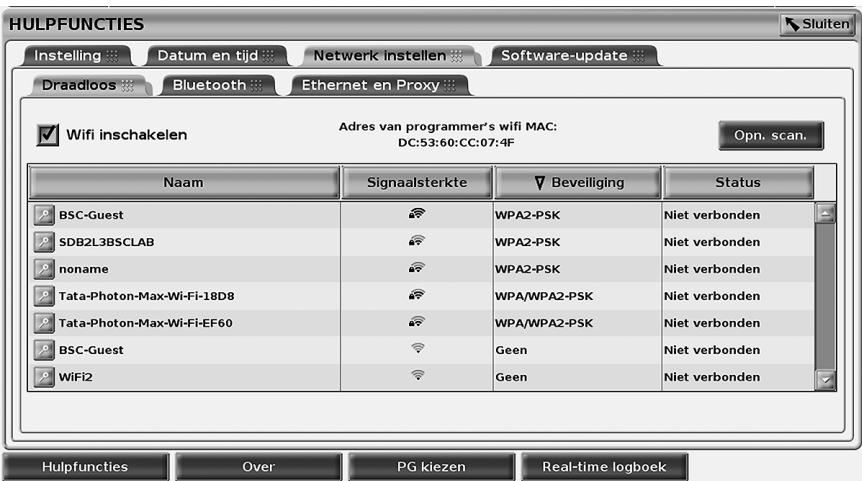 HULPFUNCTIES Sluiten
Instelling Datum en tijd Netwerk instellen Software-update
Draadloos Bluetooth Ethernet en Proxy
Wifi inschakelen
Adres van programmer's wifi MAC:
DC:53:60:CC:07:4F
Opn. scan.
Naam Signaalsterkte Beveiliging Status
BSC-Guest WPA2-PSK Niet verbonden
SDB2L3BSCLAB WPA2-PSK Niet verbonden
noname WPA2-PSK Niet verbonden
Tata-Photon-Max-Wi-Fi-18D8 WPA/WPA2-PSK Niet verbonden
Tata-Photon-Max-Wi-Fi-EF60 WPA/WPA2-PSK Niet verbonden
BSC-Guest Geen Niet verbonden
WiFi2 Geen Niet verbonden
Hulpfuncties Over PG kiezen Real-time logboek